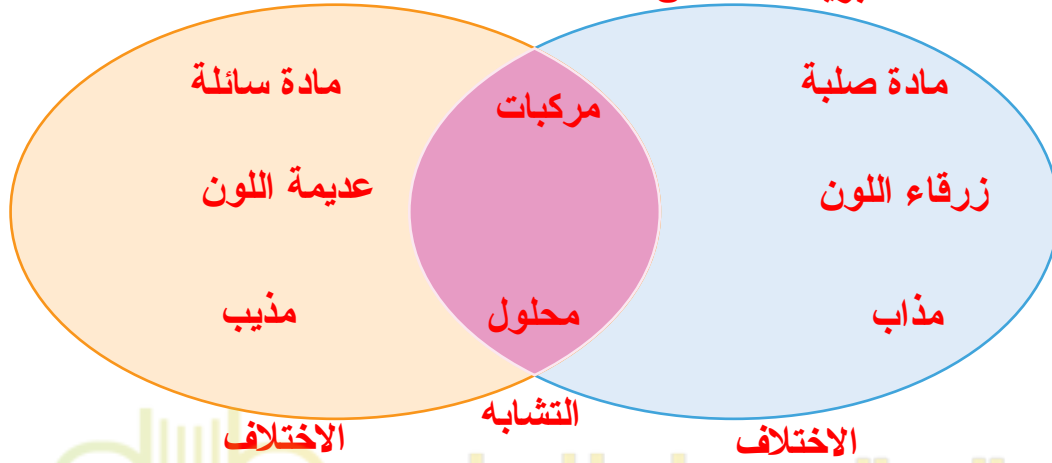 مادة صلبة
مركبات
مادة سائلة
زرقاء اللون
عديمة اللون
مذاب
محلول
مذيب
التشابه
الاختلاف
الاختلاف